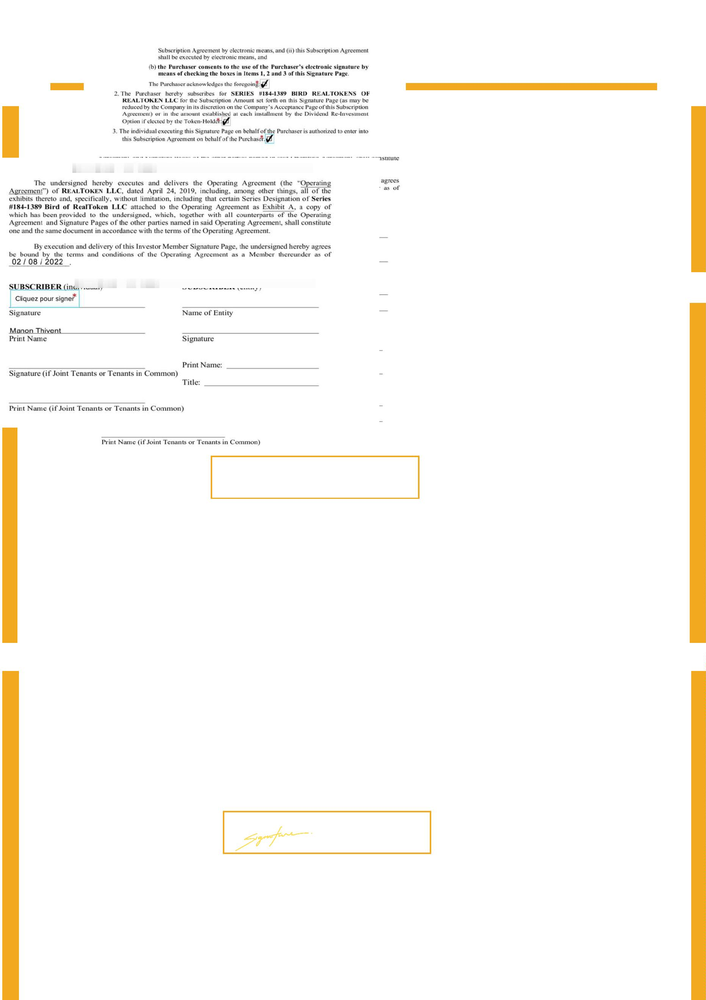 Subscription Agreement by electronic means, and (ii) this Subscription Agreement
shall be executed by electronic means, and
(b) the Purchaser consents to the use of the Purchaser's electronic signature by
means of checking the boxes in Items 1, 2 and 3 of this Signature Page.
The Purchaser acknowledges the foregoing:
2. The Purchaser hereby subscribes for SERIES #184-1389 BIRD REALTOKENS OF
REALTOKEN LLC for the Subscription Amount set forth on this Signature Page (as may be
reduced by the Company in its discretion on the Company's Acceptance Page of this Subscription
Agreement) or in the amount established at each installment by the Dividend Re-Investment
Option if elected by the Token-Holder.
3. The individual executing this Signature Page on behalf of the Purchaser is authorized to enter into
this Subscription Agreement on behalf of the Purchaser.
The undersigned hereby executes and delivers the Operating Agreement (the “Operating
agrees
Agreement”) of REALTOKEN LLC, dated April 24, 2019, including, among other things, all of the
as of
exhibits thereto and, specifically, without limitation, including that certain Series Designation of Series
#184-1389 Bird of RealToken LLC attached to the Operating Agreement as Exhibit A, a copy of
which has been provided to the undersigned, which, together with all counterparts of the Operating
Agreement and Signature Pages of the other parties named in said Operating Agreement, shall constitute
one and the same document in accordance with the terms of the Operating Agreement.
By execution and delivery of this Investor Member Signature Page, the undersigned hereby agrees
be bound by the terms and conditions of the Operating Agreement as a Member thereunder as of
02 / 08 / 2022 .
SUBSCRIBER (individual) SUBSCRIBER (entity)
Cliquez pour signer*
Signature Name of Entity
Manon Thivent
Print Name Signature
Print Name:
Signature (if Joint Tenants or Tenants in Common)
Title:
Print Name (if Joint Tenants or Tenants in Common)
Print Name (if Joint Tenants or Tenants in Common)
Signature